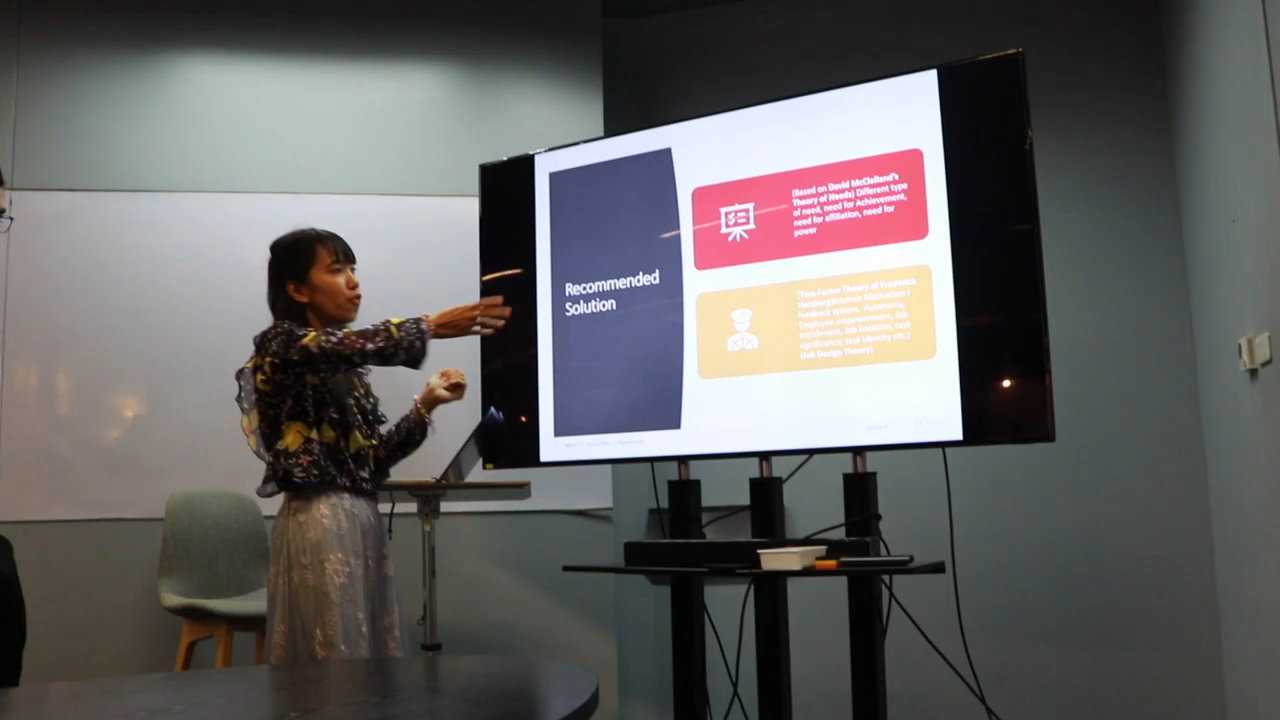 Recommended
Solution
(Based on David McClelland's
Theory of Needs) Different type
of need, need for Achievement,
need for affiliation, need for
power
(Two-Factor Theory of Frederick
Herzberg)Intrinsic Motivation (
feedback system, Autonomy,
Employee empowerment, Job
enrichment, Job Rotation, task
significance, task identity etc.)
(Job Design Theory)